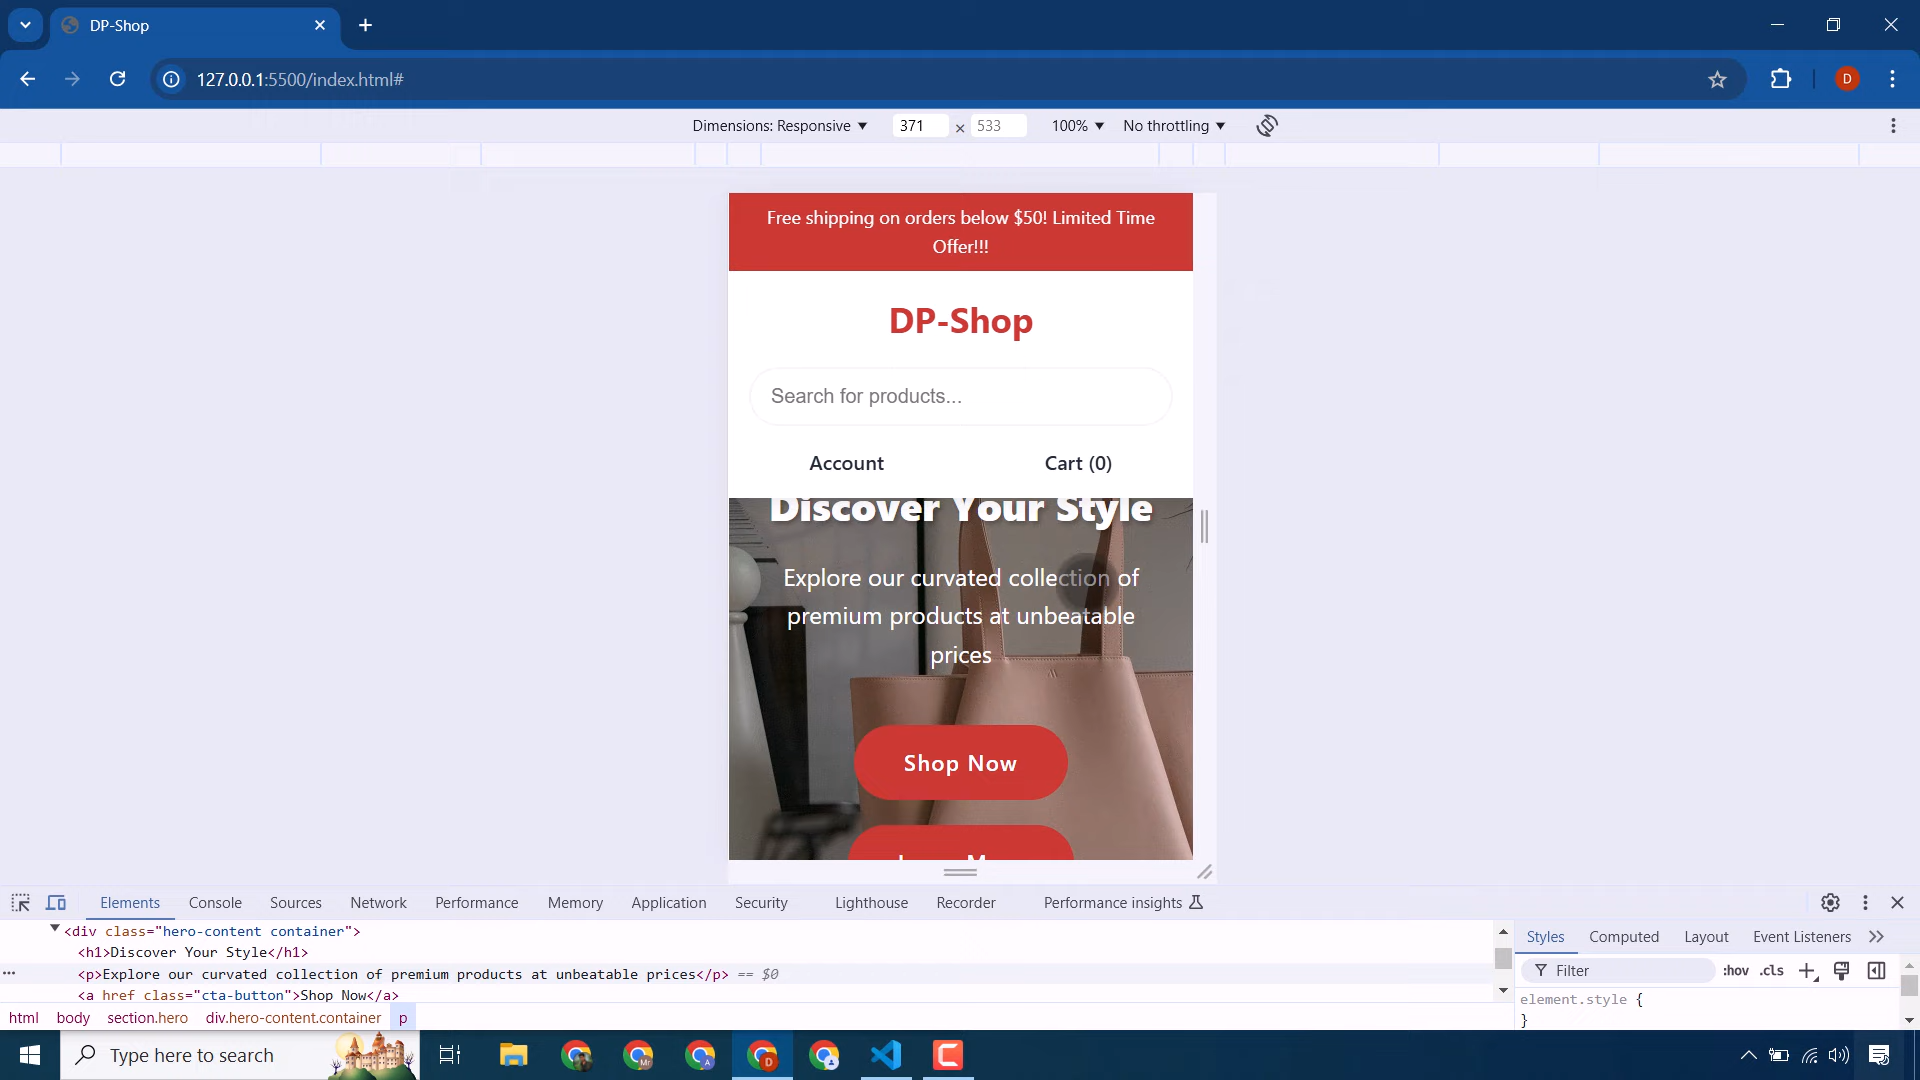 DP-Shop
127.0.0.1:5500/index.html#
D
Dimensions: Responsive 371 × 533 100% No throttling
Free shipping on orders below $50! Limited Time
Offer!!!
DP-Shop
Search for products...
Account Cart (0)
Discover Your Style
Explore our curvated collection of
premium products at unbeatable
prices
Shop Now
Elements Console Sources Network Performance Memory Application Security Lighthouse Recorder Performance insights
<div class="hero-content container">
<h1>Discover Your Style</h1>
<p>Explore our curvated collection of premium products at unbeatable prices</p> == $0
<a href class="cta-button">Shop Now</a>
html body section.hero div.hero-content.container p
Styles Computed Layout Event Listeners
Filter :hov .cls
element.style {
}
Type here to search
Mr A D